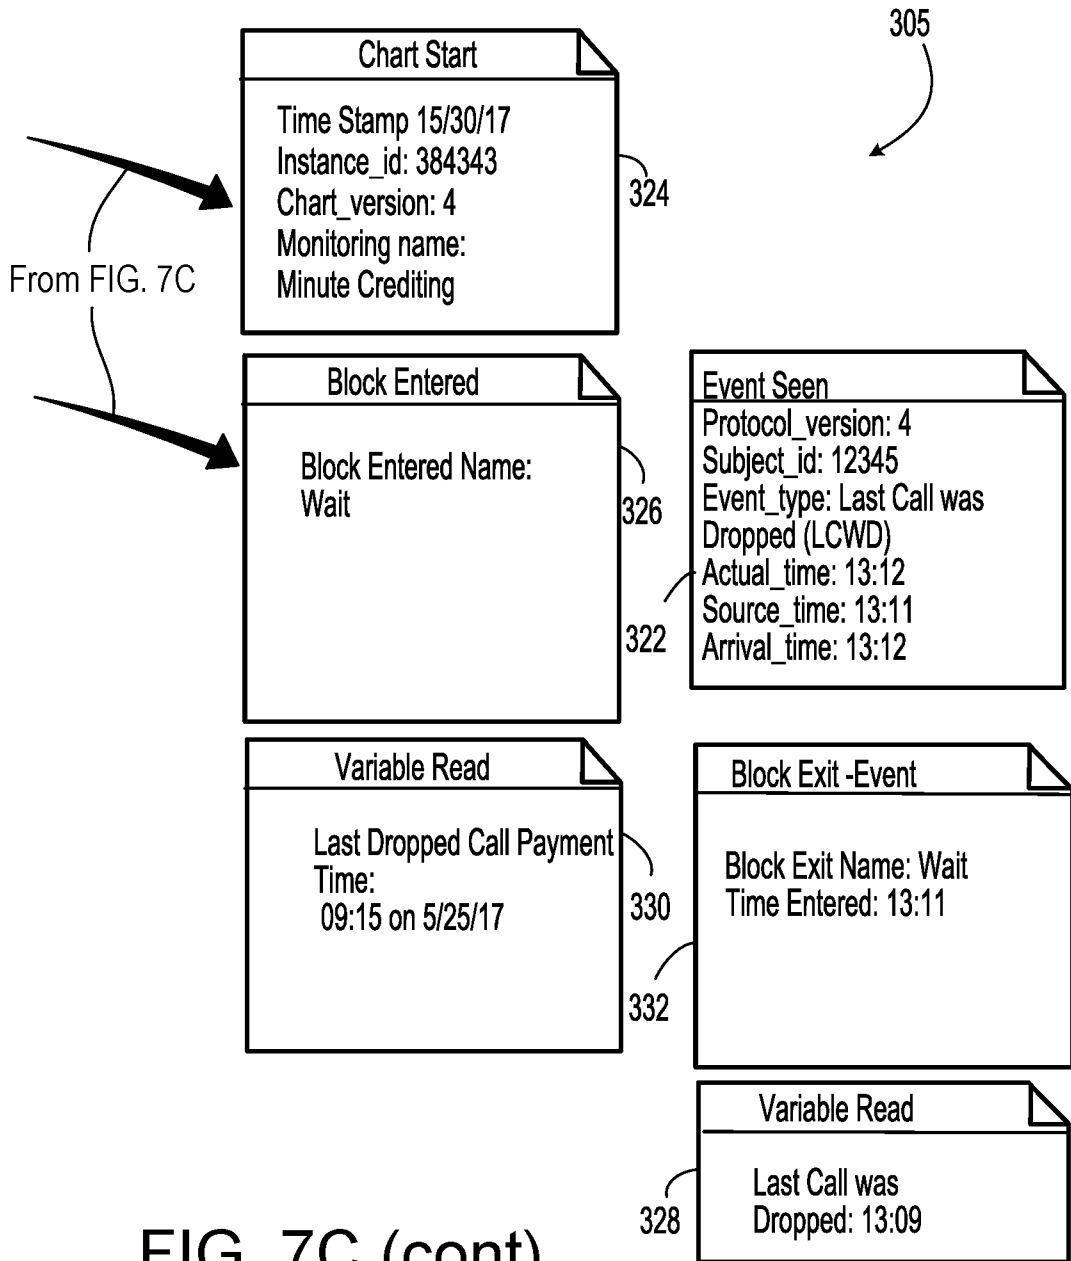 305
Chart Start
Time Stamp 15/30/17
Instance_id: 384343
Chart_version: 4
Monitoring name:
Minute Crediting
324
From FIG. 7C
Block Entered
Block Entered Name:
Wait
326
Event Seen
Protocol_version: 4
Subject_id: 12345
Event_type: Last Call was
Dropped (LCWD)
Actual_time: 13:12
Source_time: 13:11
Arrival_time: 13:12
322
Variable Read
Last Dropped Call Payment
Time:
09:15 on 5/25/17
330
Block Exit -Event
Block Exit Name: Wait
Time Entered: 13:11
332
Variable Read
Last Call was
Dropped: 13:09
328
FIG. 7C (cont)